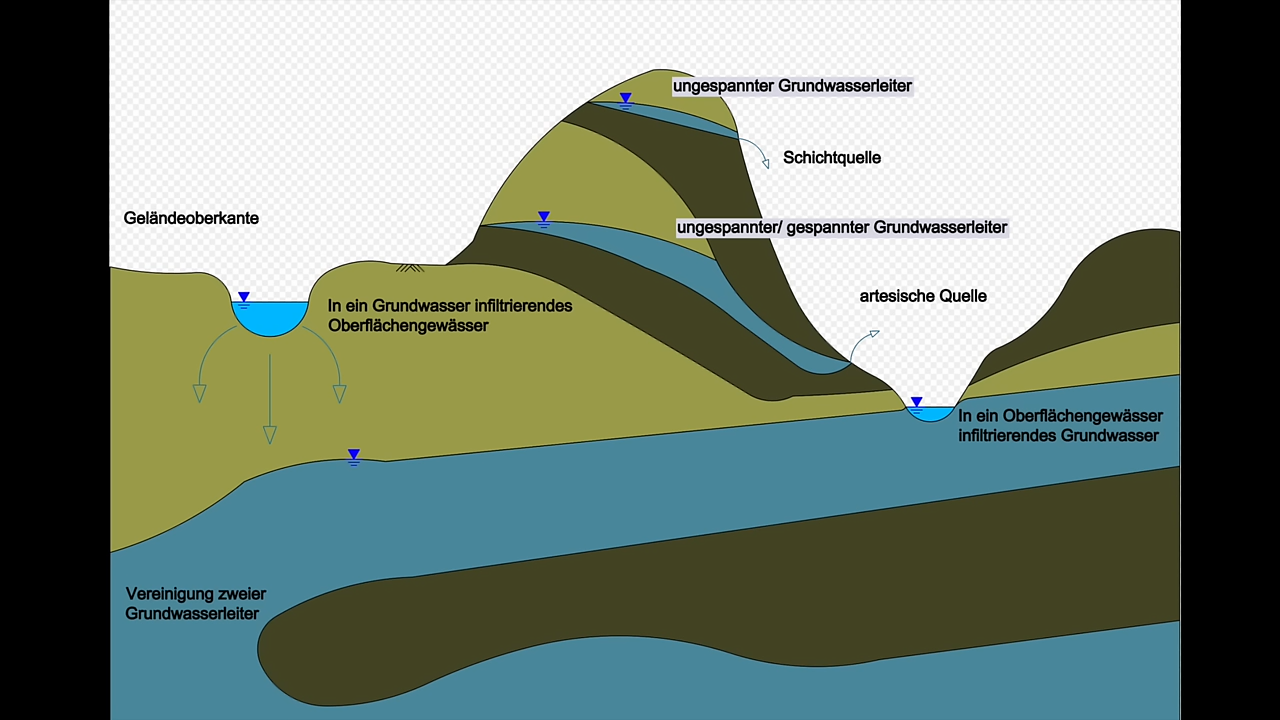 ungespannter Grundwasserleiter
Schichtquelle
Geländeoberkante
ungespannter/ gespannter Grundwasserleiter
artesische Quelle
In ein Grundwasser infiltrierendes
Oberflächengewässer
In ein Oberflächengewässer
infiltrierendes Grundwasser
Vereinigung zweier
Grundwasserleiter